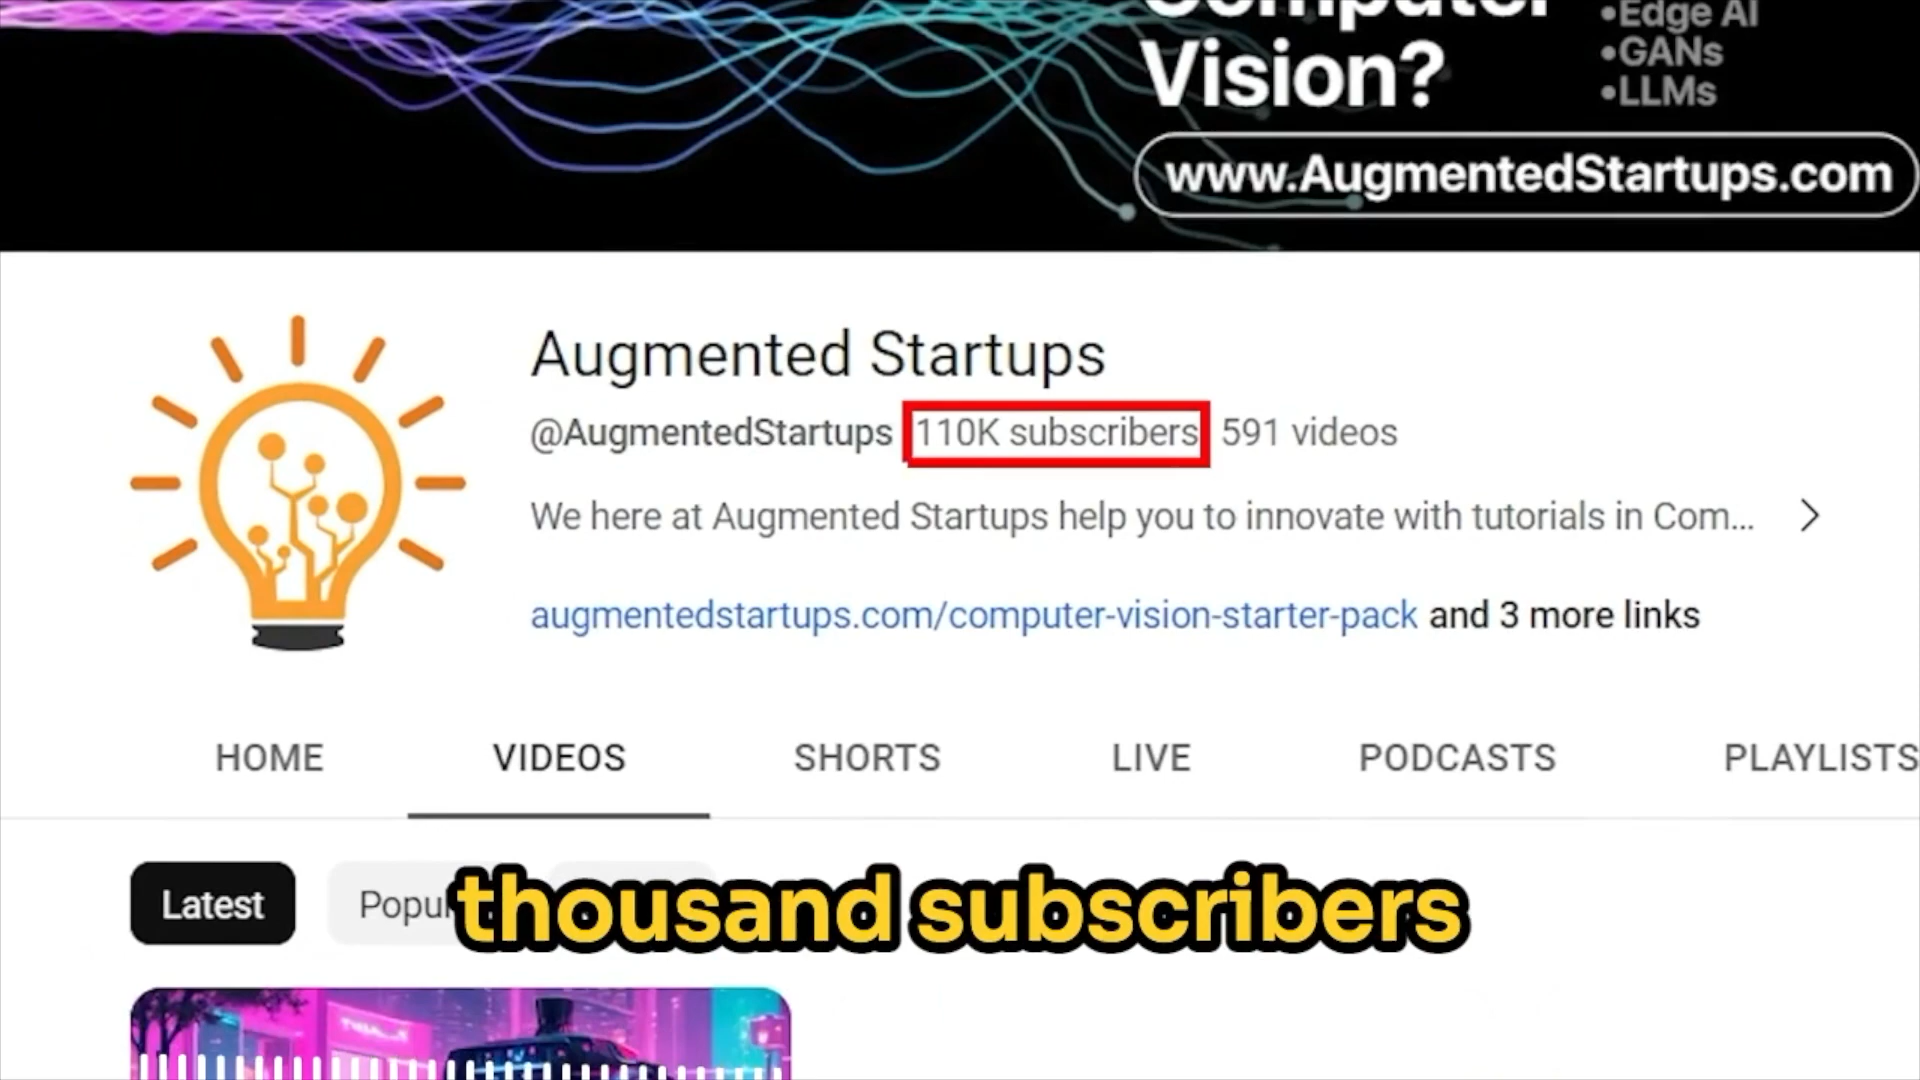 Computer
Vision?
•Edge AI
•GANs
•LLMs
www.AugmentedStartups.com
Augmented Startups
@AugmentedStartups 110K subscribers 591 videos
We here at Augmented Startups help you to innovate with tutorials in Com...
augmentedstartups.com/computer-vision-starter-pack and 3 more links
HOME VIDEOS SHORTS LIVE PODCASTS PLAYLISTS
Latest Popul
thousand subscribers